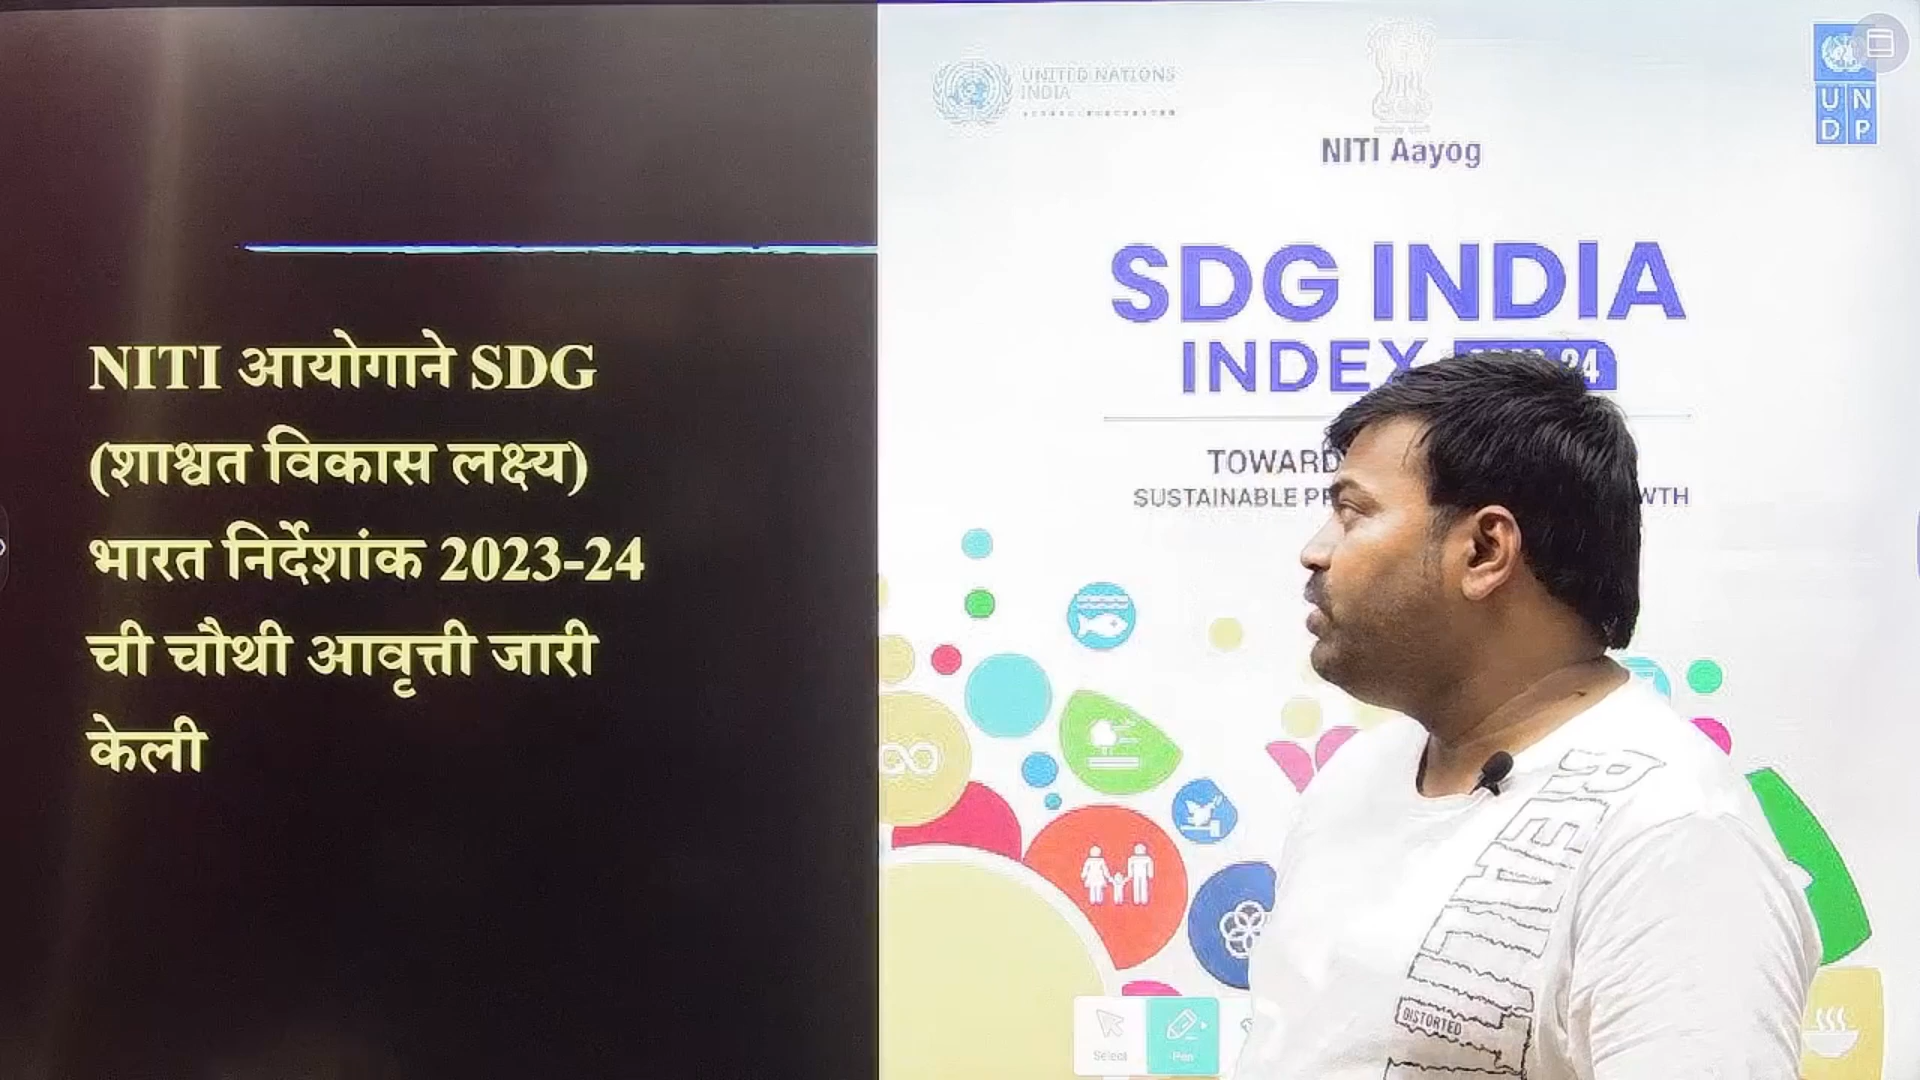 NITI आयोगाने SDG
(शाश्वत विकास लक्ष्य)
भारत निर्देशांक 2023-24
ची चौथी आवृत्ती जारी
केली
UNITED NATIONS
INDIA
NITI Aayog
U N
D P
SDG INDIA
INDEX
TOWARD
SUSTAINABLE
REALITY
DISTORTED
Select
Pen